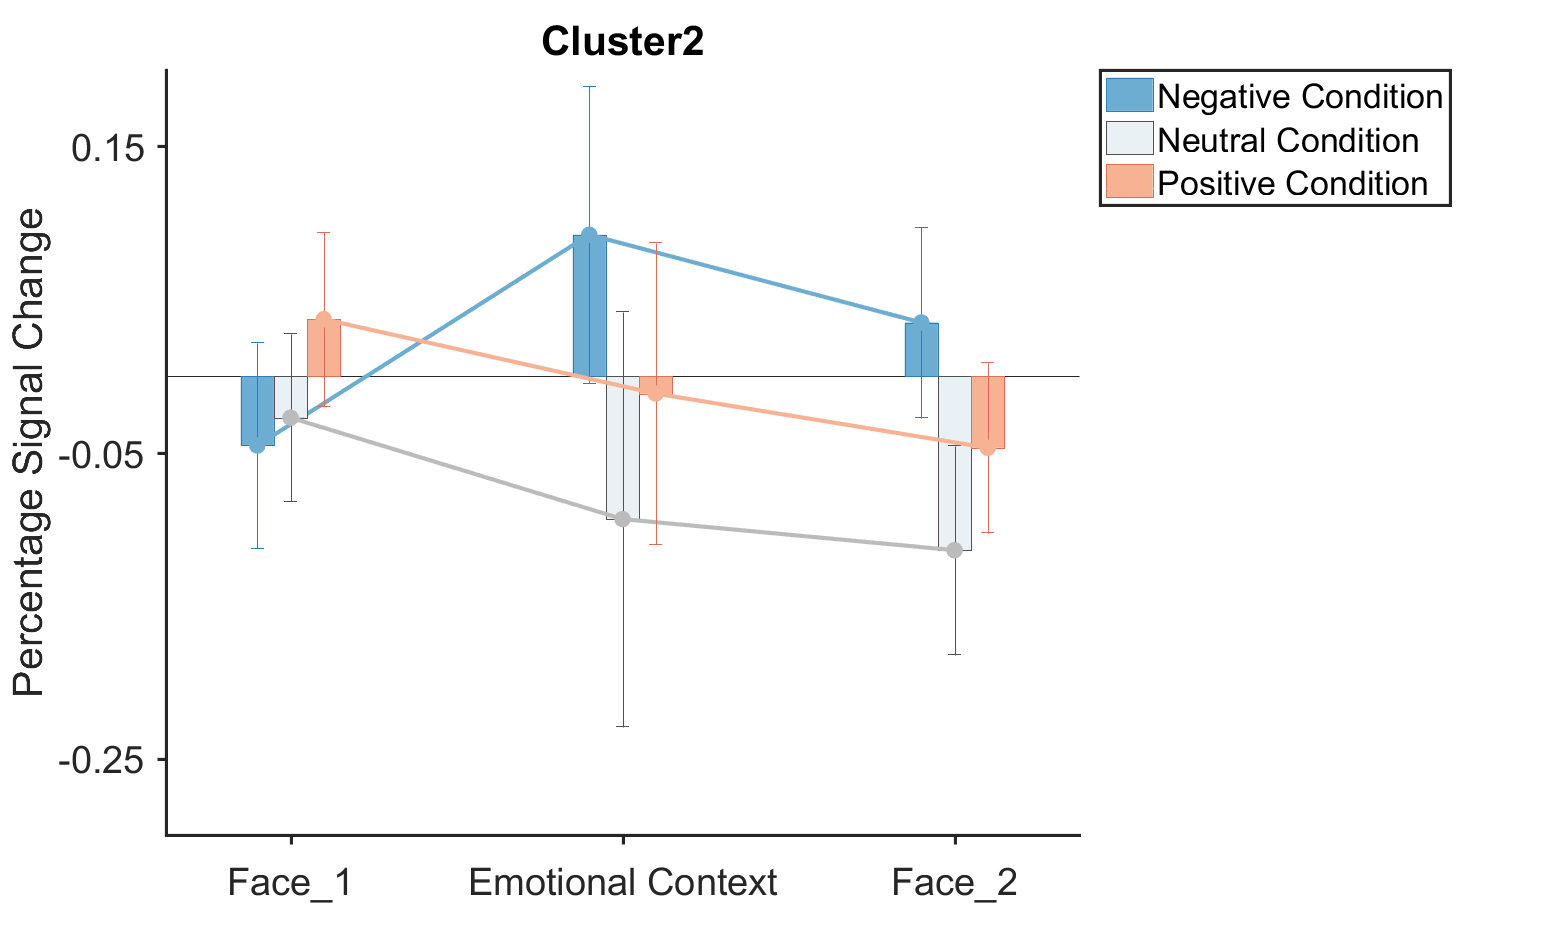 Cluster2
Negative Condition
Neutral Condition
Positive Condition
Percentage Signal Change
0.15
-0.05
-0.25
Face_1
Emotional Context
Face_2